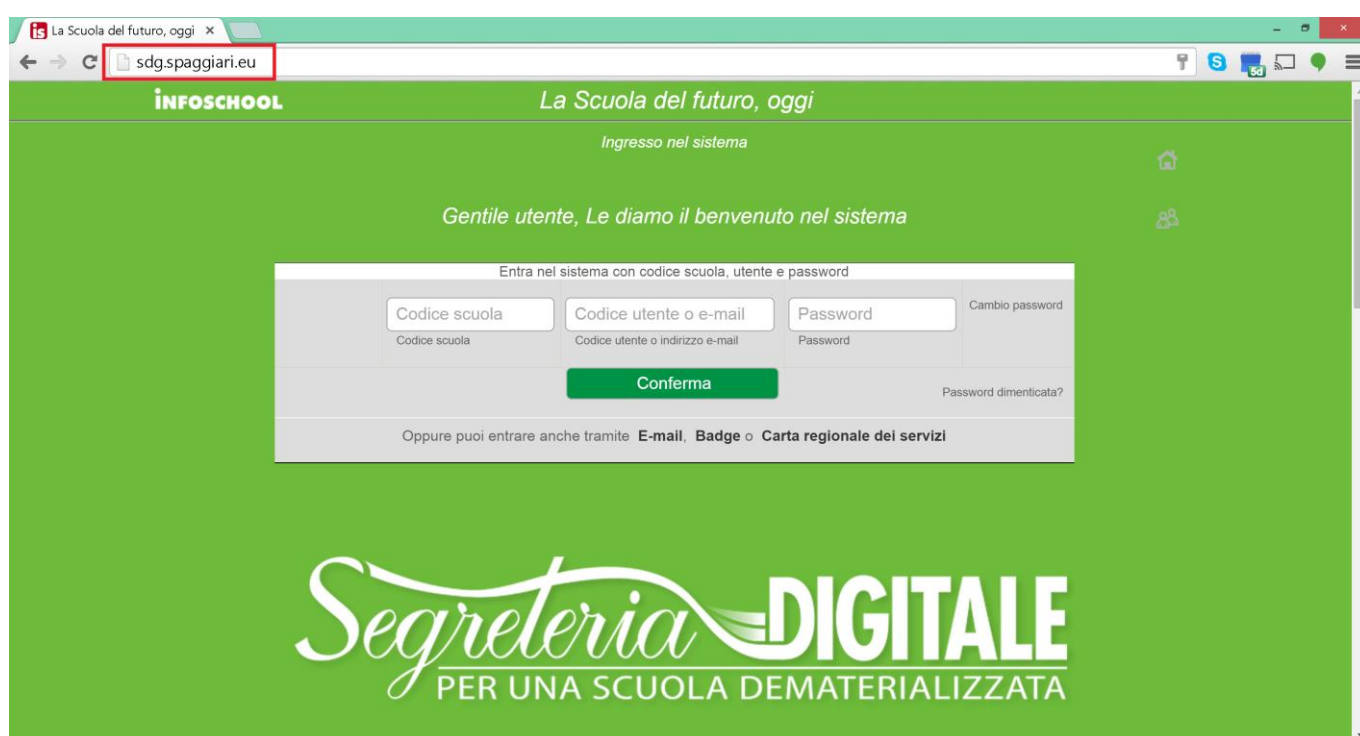 La Scuola del futuro, oggi
sdg.spaggiari.eu
5d
INFOSCHOOL
La Scuola del futuro, oggi
Ingresso nel sistema
Gentile utente, Le diamo il benvenuto nel sistema
Entra nel sistema con codice scuola, utente e password
Codice scuola Codice utente o e-mail Password Cambio password
Codice scuola Codice utente o indirizzo e-mail Password
Conferma
Password dimenticata?
Oppure puoi entrare anche tramite E-mail, Badge o Carta regionale dei servizi
Segreteria DIGITALE
PER UNA SCUOLA DEMATERIALIZZATA